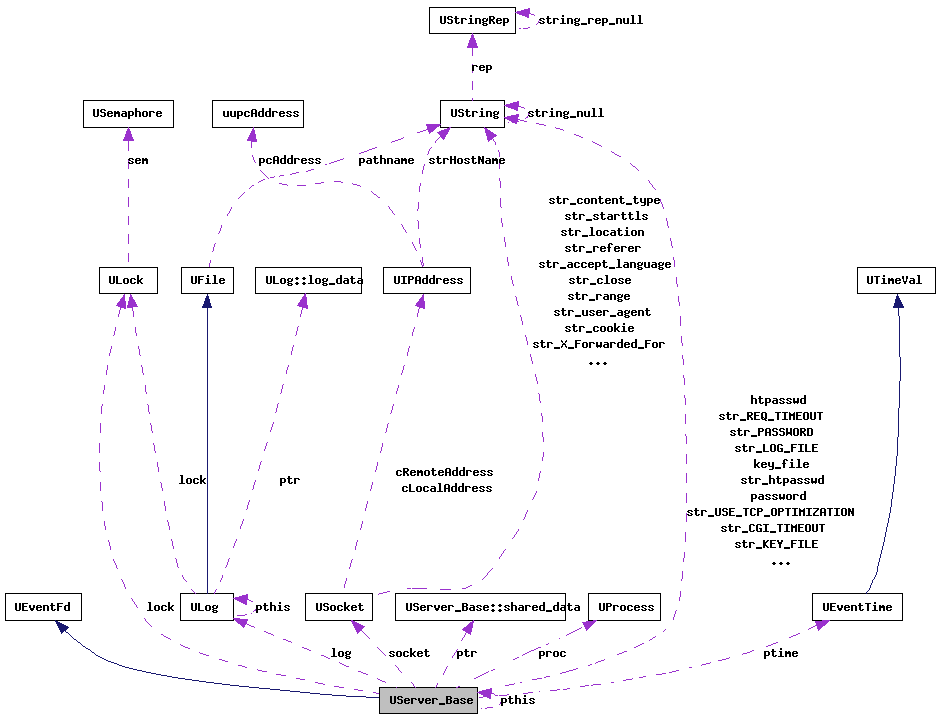 UStringRep
string_rep_null
rep
USemaphore
uupcAddress
UString
string_null
sem
pcAddress
pathname
strHostName
str_content_type
str_starttls
str_location
str_referer
str_accept_language
str_close
str_range
str_user_agent
str_cookie
str_X_Forwarded_For
...
ULock
UFile
ULog::log_data
UIPAddress
UTimeVal
htpasswd
str_REQ_TIMEOUT
str_PASSWORD
str_LOG_FILE
key_file
str_htpasswd
password
str_USE_TCP_OPTIMIZATION
str_CGI_TIMEOUT
str_KEY_FILE
...
lock
ptr
cRemoteAddress
cLocalAddress
UEventFd
lock
ULog
pthis
USocket
UServer_Base::shared_data
UProcess
UEventTime
log
socket
ptr
proc
ptime
UServer_Base
pthis